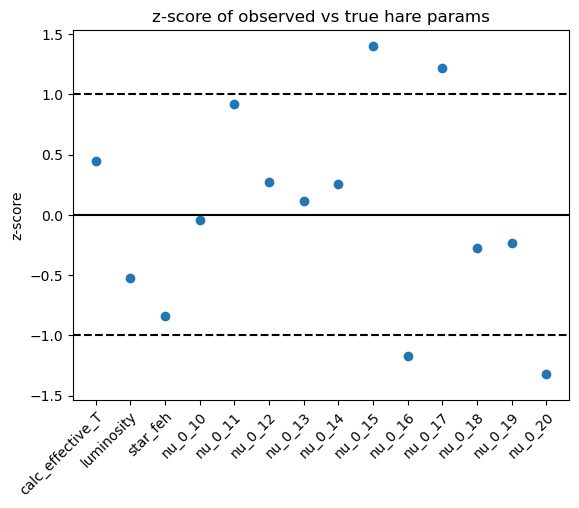 z-score of observed vs true hare params
z-score
1.5
1.0
0.5
0.0
−0.5
−1.0
−1.5
calc_effective_T
luminosity
star_feh
nu_0_10
nu_0_11
nu_0_12
nu_0_13
nu_0_14
nu_0_15
nu_0_16
nu_0_17
nu_0_18
nu_0_19
nu_0_20